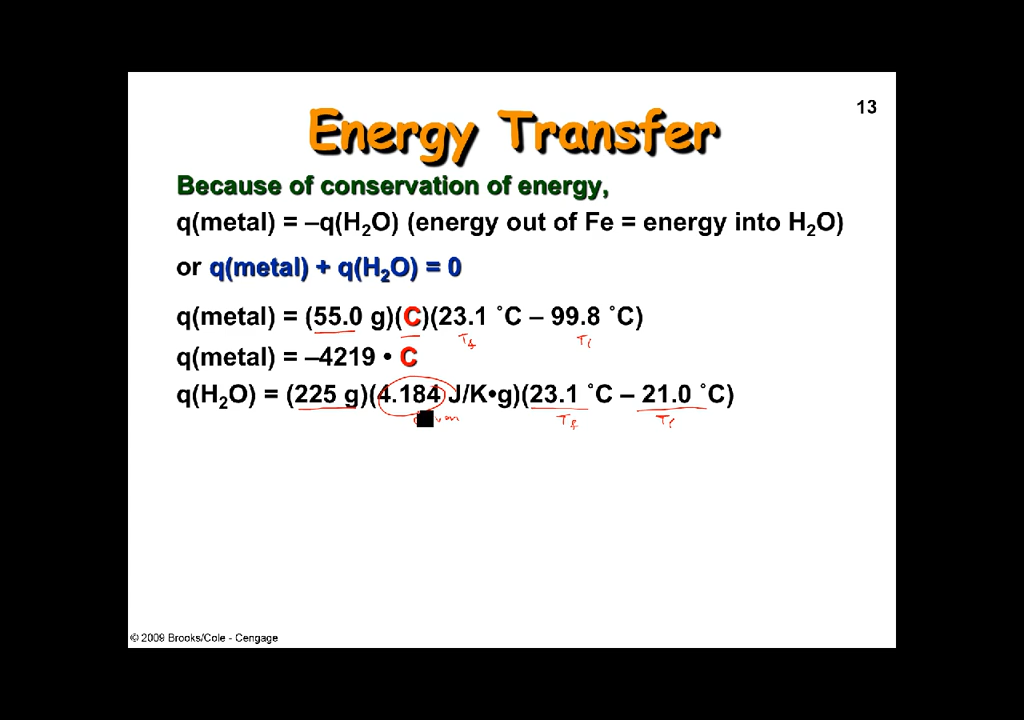 13
Energy Transfer
Because of conservation of energy,
q(metal) = –q(H₂O) (energy out of Fe = energy into H₂O)
or q(metal) + q(H₂O) = 0
q(metal) = (55.0 g)(C)(23.1 ˚C – 99.8 ˚C)
Tf Ti
q(metal) = –4219 • C
q(H₂O) = (225 g)(4.184 J/K•g)(23.1 ˚C – 21.0 ˚C)
Tf Ti
© 2009 Brooks/Cole - Cengage